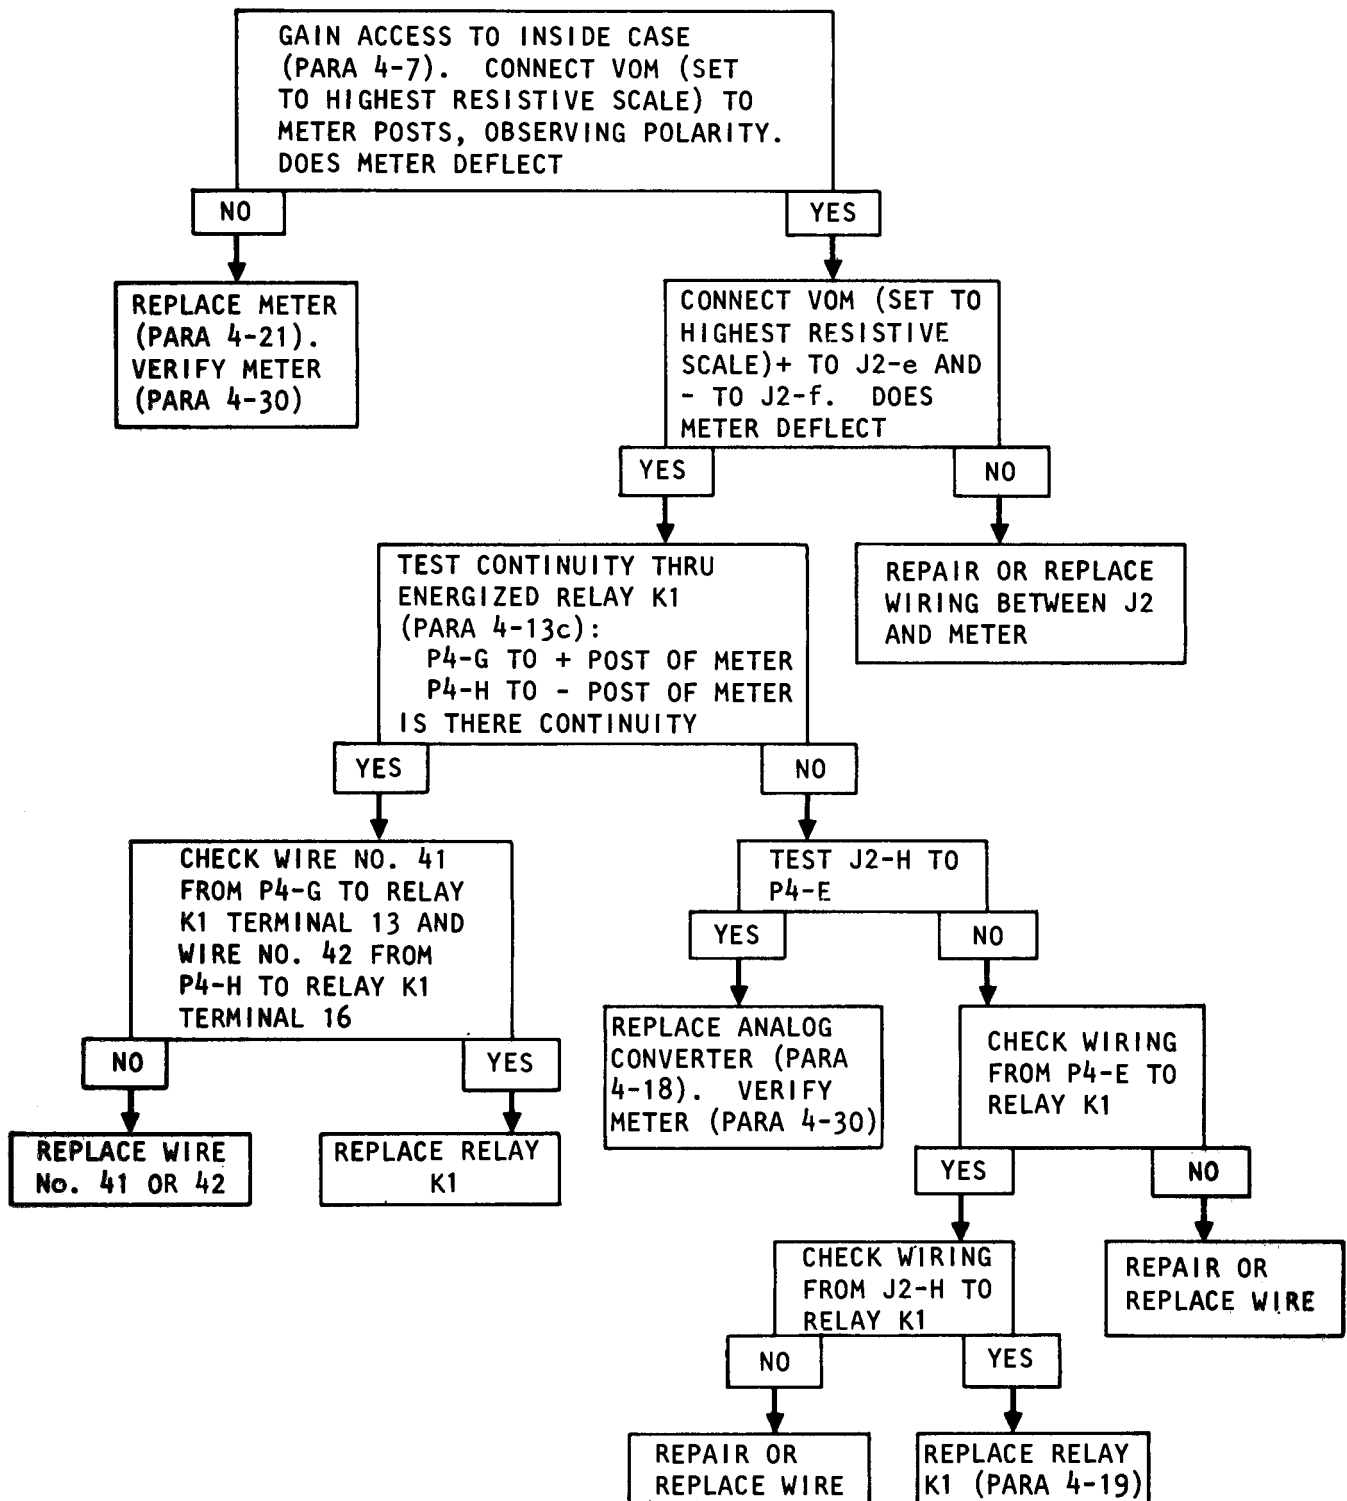 GAIN ACCESS TO INSIDE CASE
(PARA 4-7). CONNECT VOM (SET
TO HIGHEST RESISTIVE SCALE) TO
METER POSTS, OBSERVING POLARITY.
DOES METER DEFLECT
NO
YES
REPLACE METER
(PARA 4-21).
VERIFY METER
(PARA 4-30)
CONNECT VOM (SET TO
HIGHEST RESISTIVE
SCALE)+ TO J2-e AND
- TO J2-f. DOES
METER DEFLECT
YES
NO
TEST CONTINUITY THRU
ENERGIZED RELAY K1
(PARA 4-13c):
P4-G TO + POST OF METER
P4-H TO - POST OF METER
IS THERE CONTINUITY
REPAIR OR REPLACE
WIRING BETWEEN J2
AND METER
YES
NO
CHECK WIRE NO. 41
FROM P4-G TO RELAY
K1 TERMINAL 13 AND
WIRE NO. 42 FROM
P4-H TO RELAY K1
TERMINAL 16
TEST J2-H TO
P4-E
YES
NO
NO
YES
REPLACE WIRE
No. 41 OR 42
REPLACE RELAY
K1
REPLACE ANALOG
CONVERTER (PARA
4-18). VERIFY
METER (PARA 4-30)
CHECK WIRING
FROM P4-E TO
RELAY K1
YES
NO
CHECK WIRING
FROM J2-H TO
RELAY K1
REPAIR OR
REPLACE WIRE
NO
YES
REPAIR OR
REPLACE WIRE
REPLACE RELAY
K1 (PARA 4-19)